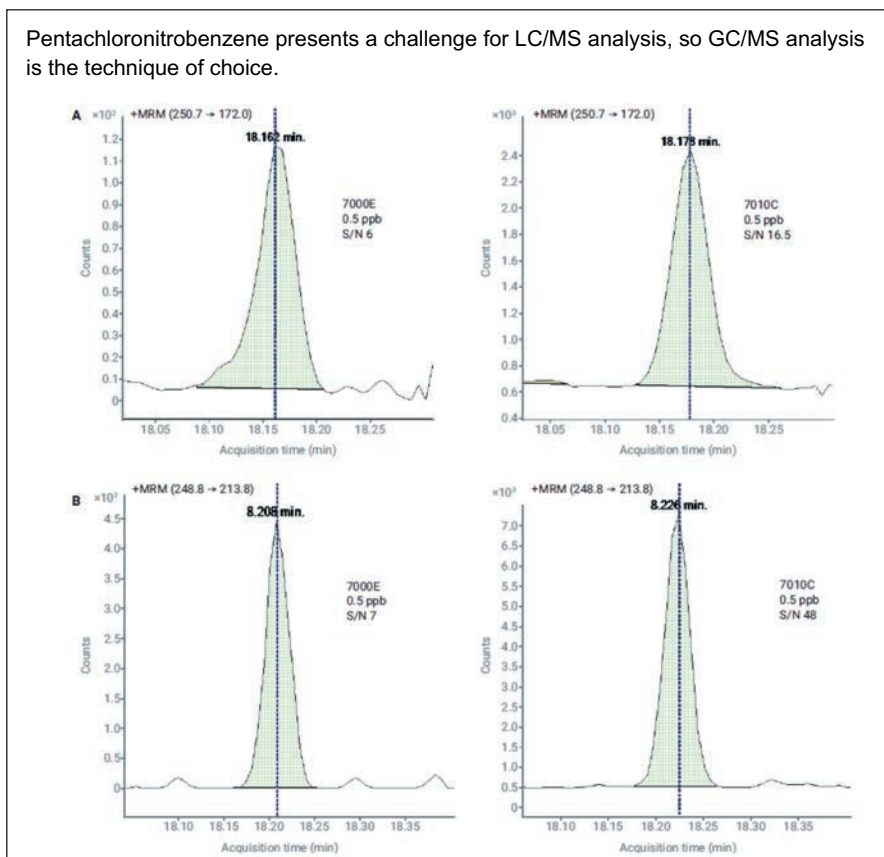 Pentachloronitrobenzene presents a challenge for LC/MS analysis, so GC/MS analysis
is the technique of choice.
A
×10²
+MRM (250.7 → 172.0)
18.162 min.
7000E
0.5 ppb
S/N 6
Counts
1.2
1.1
1.0
0.9
0.8
0.7
0.6
0.5
0.4
0.3
0.2
0.1
0
18.05 18.10 18.15 18.20 18.25
Acquisition time (min)
×10³
+MRM (250.7 → 172.0)
18.178 min.
7010C
0.5 ppb
S/N 16.5
Counts
2.4
2.2
2.0
1.8
1.6
1.4
1.2
1.0
0.8
0.6
0.4
18.05 18.10 18.15 18.20 18.25
Acquisition time (min)
B
×10²
+MRM (248.8 → 213.8)
8.208 min.
7000E
0.5 ppb
S/N 7
Counts
4.5
4.0
3.5
3.0
2.5
2.0
1.5
1.0
0.5
0
18.10 18.20 18.25 18.30 18.35
Acquisition time (min)
×10³
+MRM (248.8 → 213.8)
8.226 min.
7010C
0.5 ppb
S/N 48
Counts
7.0
6.5
6.0
5.5
5.0
4.5
4.0
3.5
3.0
2.5
2.0
1.5
1.0
0.5
0
18.10 18.20 18.25 18.30 18.35
Acquisition time (min)